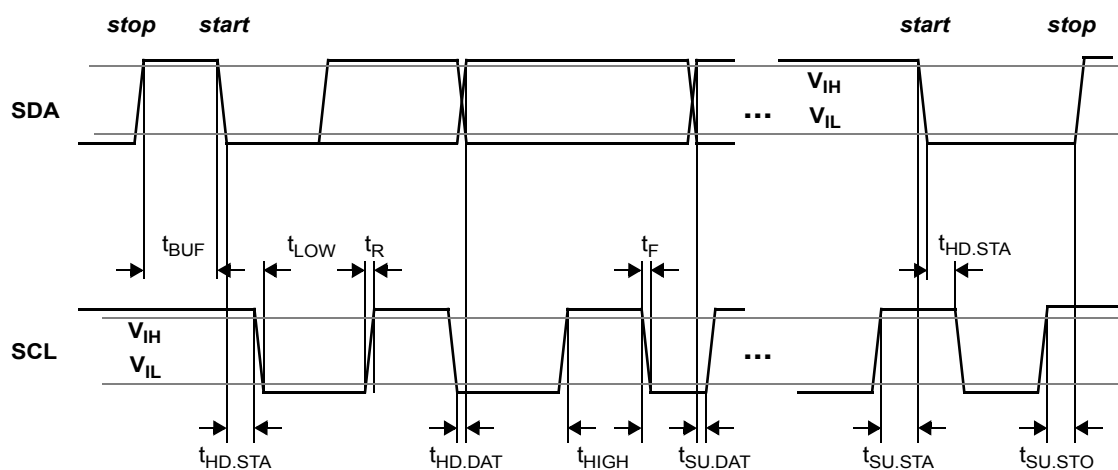 stop start start stop
SDA
V_IH
V_IL
...
t_BUF t_LOW t_R t_F t_HD.STA
SCL
V_IH
V_IL
...
t_HD.STA t_HD.DAT t_HIGH t_SU.DAT t_SU.STA t_SU.STO